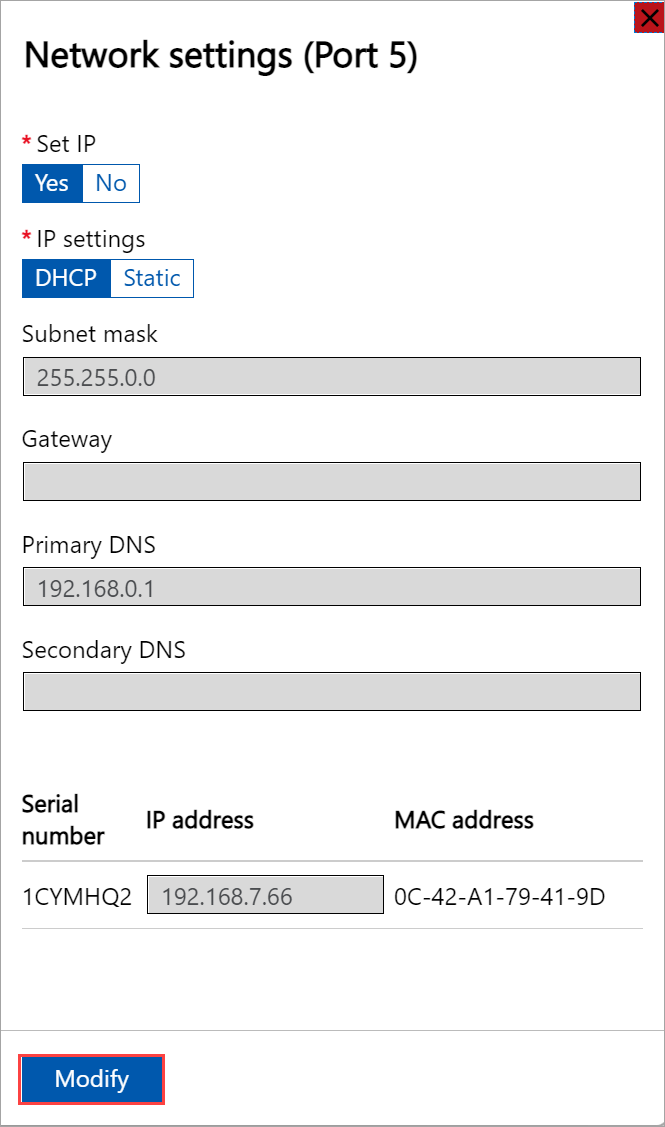 Network settings (Port 5)
* Set IP
Yes No
* IP settings
DHCP Static
Subnet mask
255.255.0.0
Gateway
Primary DNS
192.168.0.1
Secondary DNS
Serial number IP address MAC address
1CYMHQ2 192.168.7.66 0C-42-A1-79-41-9D
Modify